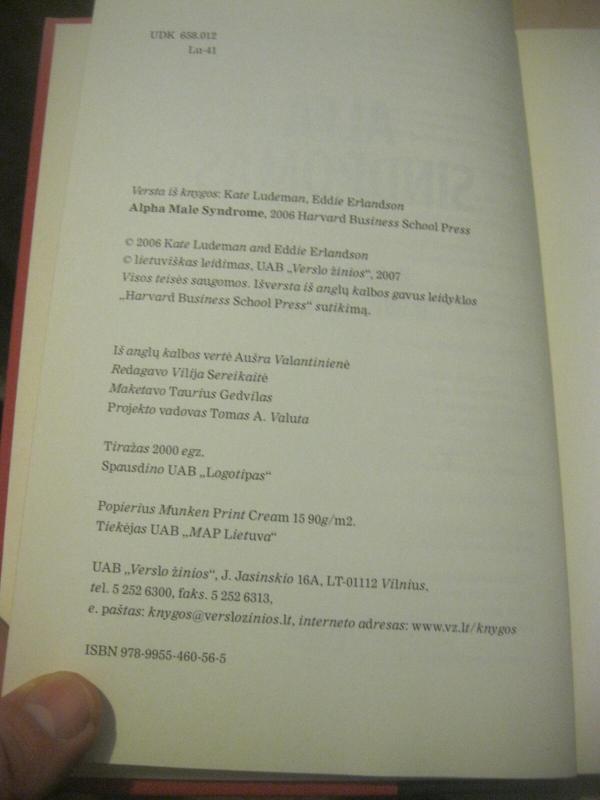 UDK 658.012
Lu-41
Versta iš knygos: Kate Ludeman, Eddie Erlandson
Alpha Male Syndrome, 2006 Harvard Business School Press
© 2006 Kate Ludeman and Eddie Erlandson
© lietuviškas leidimas, UAB „Verslo žinios“, 2007
Visos teisės saugomos. Išversta iš anglų kalbos gavus leidyklos
„Harvard Business School Press“ sutikimą.
Iš anglų kalbos vertė Aušra Valantinienė
Redagavo Vilija Sereikaitė
Maketavo Taurius Gedvilas
Projekto vadovas Tomas A. Valuta
Tiražas 2000 egz.
Spausdino UAB „Logotipas“
Popierius Munken Print Cream 15 90g/m2.
Tiekėjas UAB „MAP Lietuva“
UAB „Verslo žinios“, J. Jasinskio 16A, LT-01112 Vilnius,
tel. 5 252 6300, faks. 5 252 6313,
e. paštas: knygos@verslozinios.lt, interneto adresas: www.vz.lt/knygos
ISBN 978-9955-460-56-5